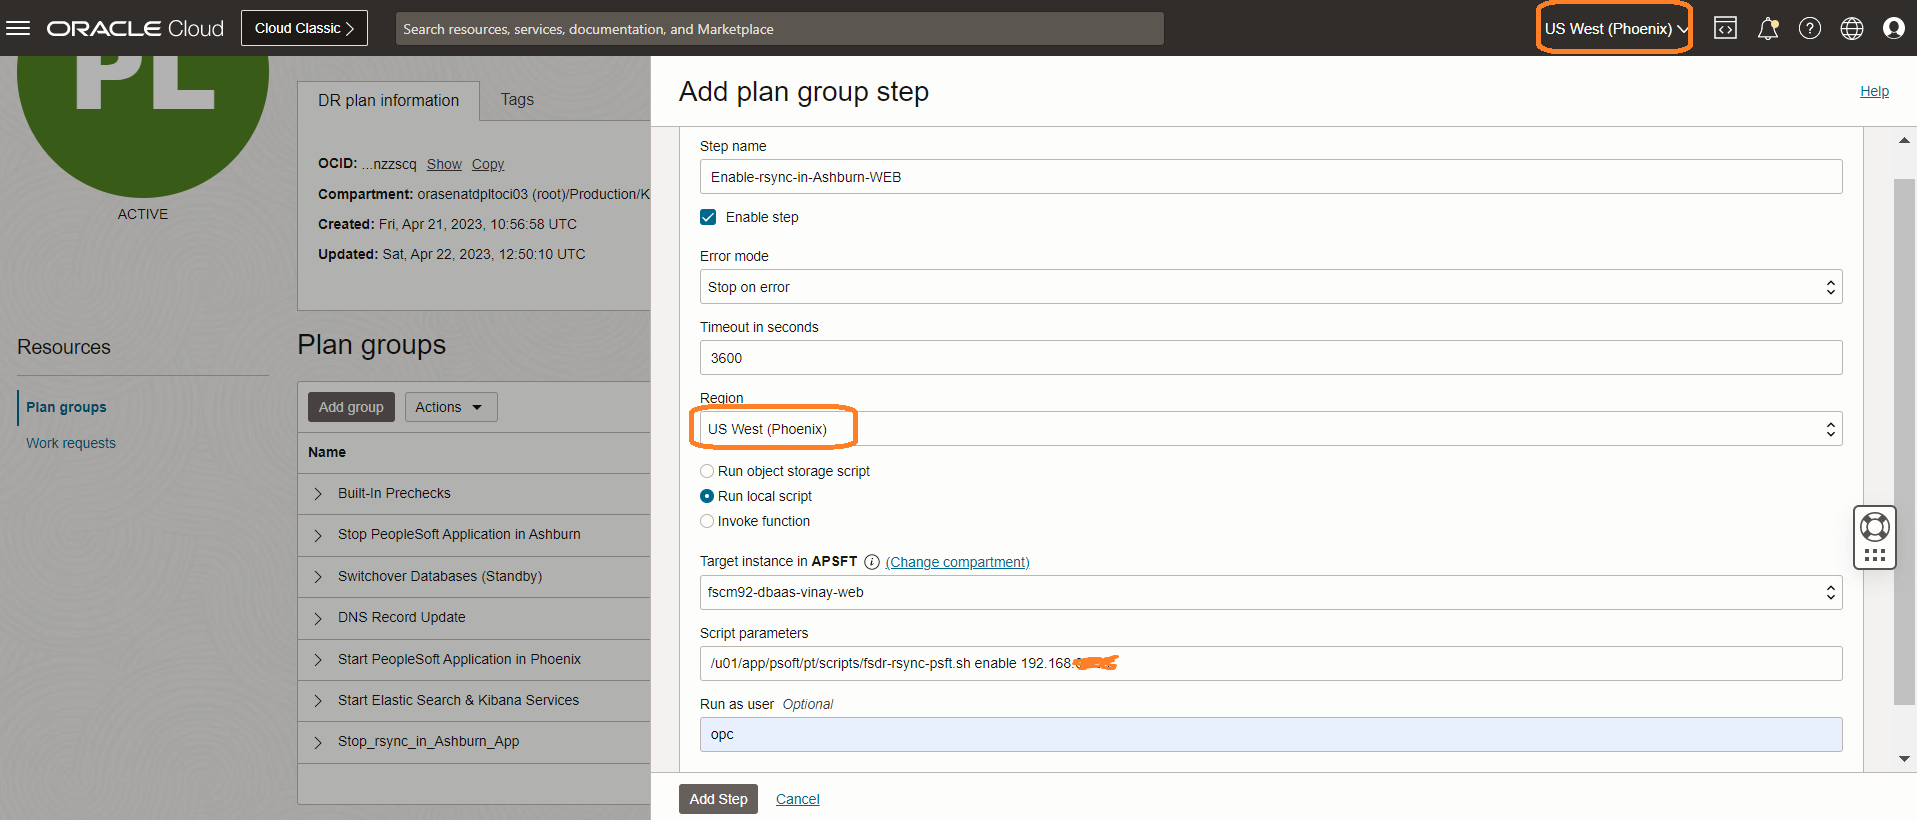 ORACLE Cloud
Cloud Classic
Search resources, services, documentation, and Marketplace
US West (Phoenix)
PL
ACTIVE
DR plan information
Tags
OCID: ...nzzscq Show Copy
Compartment: orasenatdpltoci03 (root)/Production/K
Created: Fri, Apr 21, 2023, 10:56:58 UTC
Updated: Sat, Apr 22, 2023, 12:50:10 UTC
Resources
Plan groups
Work requests
Plan groups
Add group
Actions
Name
Built-In Prechecks
Stop PeopleSoft Application in Ashburn
Switchover Databases (Standby)
DNS Record Update
Start PeopleSoft Application in Phoenix
Start Elastic Search & Kibana Services
Stop_rsync_in_Ashburn_App
Add plan group step
Help
Step name
Enable-rsync-in-Ashburn-WEB
Enable step
Error mode
Stop on error
Timeout in seconds
3600
Region
US West (Phoenix)
Run object storage script
Run local script
Invoke function
Target instance in APSFT (Change compartment)
fscm92-dbaas-vinay-web
Script parameters
/u01/app/psoft/pt/scripts/fsdr-rsync-psft.sh enable 192.168.
Run as user Optional
opc
Add Step
Cancel